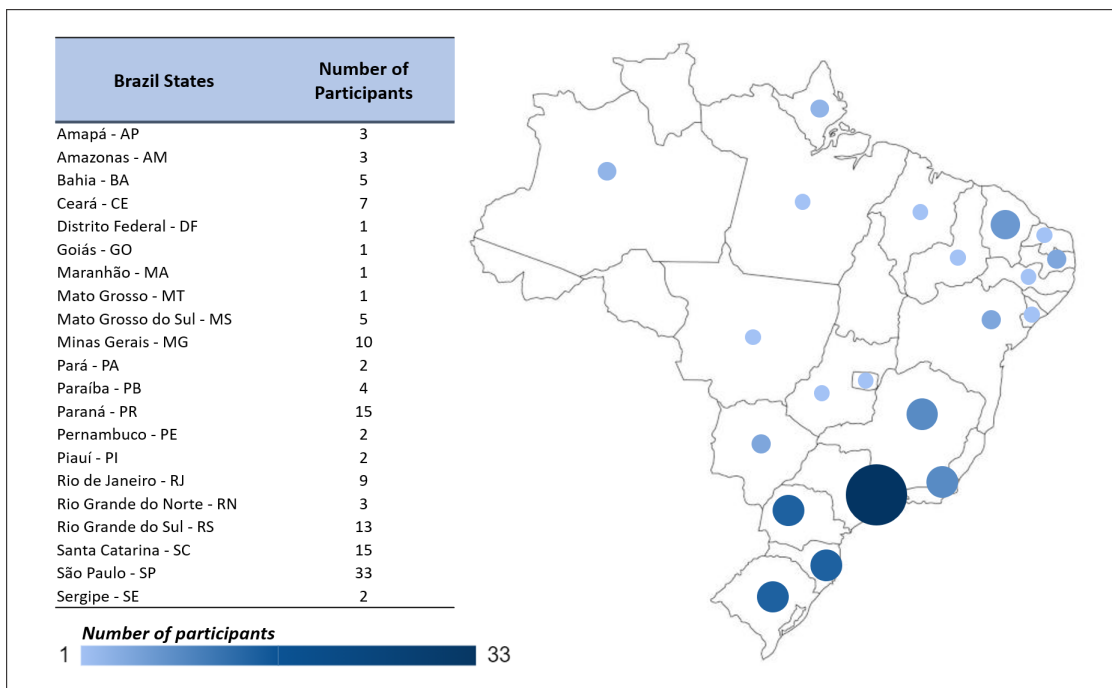 Brazil States Number of Participants
Amapá - AP 3
Amazonas - AM 3
Bahia - BA 5
Ceará - CE 7
Distrito Federal - DF 1
Goiás - GO 1
Maranhão - MA 1
Mato Grosso - MT 1
Mato Grosso do Sul - MS 5
Minas Gerais - MG 10
Pará - PA 2
Paraíba - PB 4
Paraná - PR 15
Pernambuco - PE 2
Piauí - PI 2
Rio de Janeiro - RJ 9
Rio Grande do Norte - RN 3
Rio Grande do Sul - RS 13
Santa Catarina - SC 15
São Paulo - SP 33
Sergipe - SE 2
Number of participants
1 33